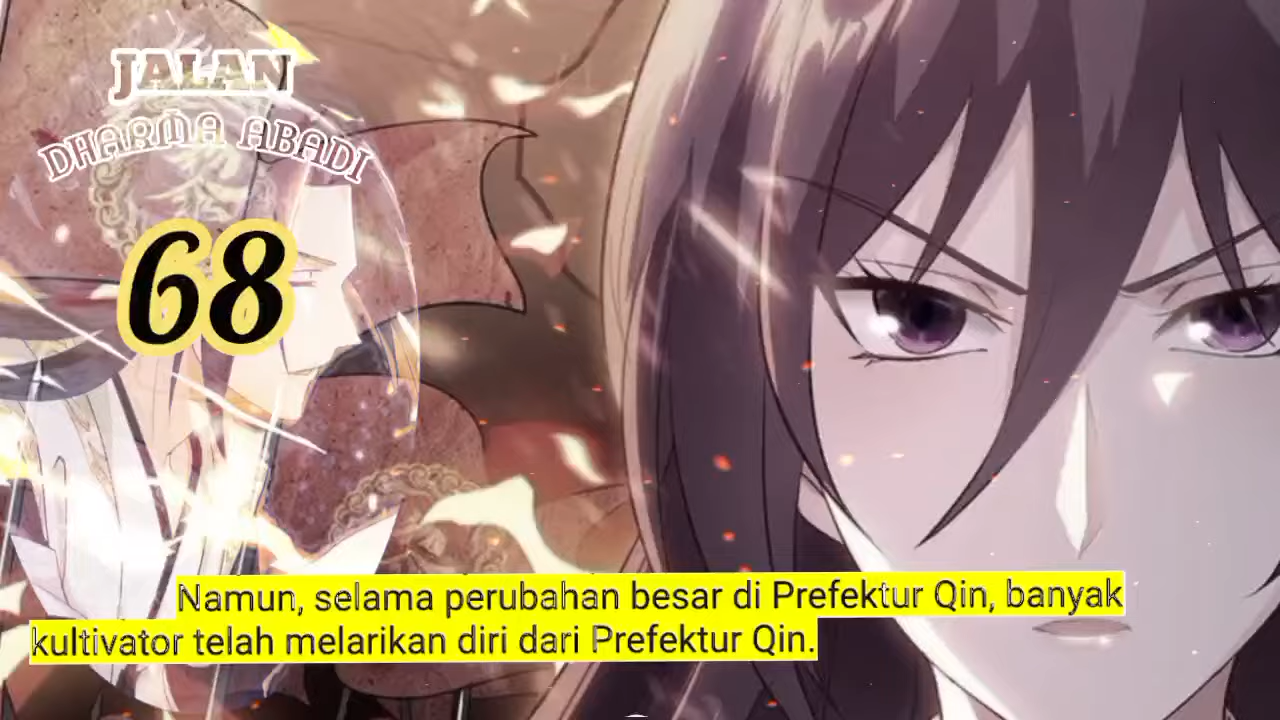 JALAN
DHARMA ABADI
68
Namun, selama perubahan besar di Prefektur Qin, banyak
kultivator telah melarikan diri dari Prefektur Qin.